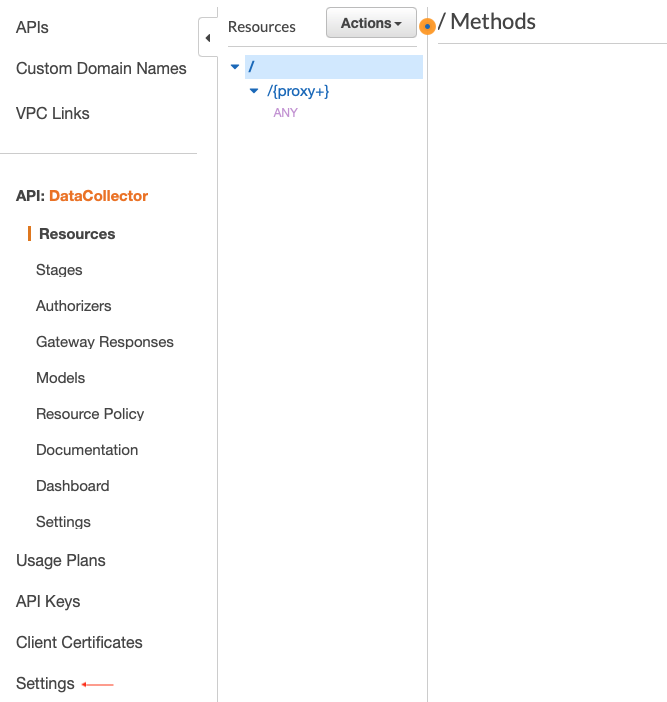 APIs
Custom Domain Names
VPC Links
API: DataCollector
Resources
Stages
Authorizers
Gateway Responses
Models
Resource Policy
Documentation
Dashboard
Settings
Usage Plans
API Keys
Client Certificates
Settings
Resources
Actions
/
/{proxy+}
ANY
/ Methods